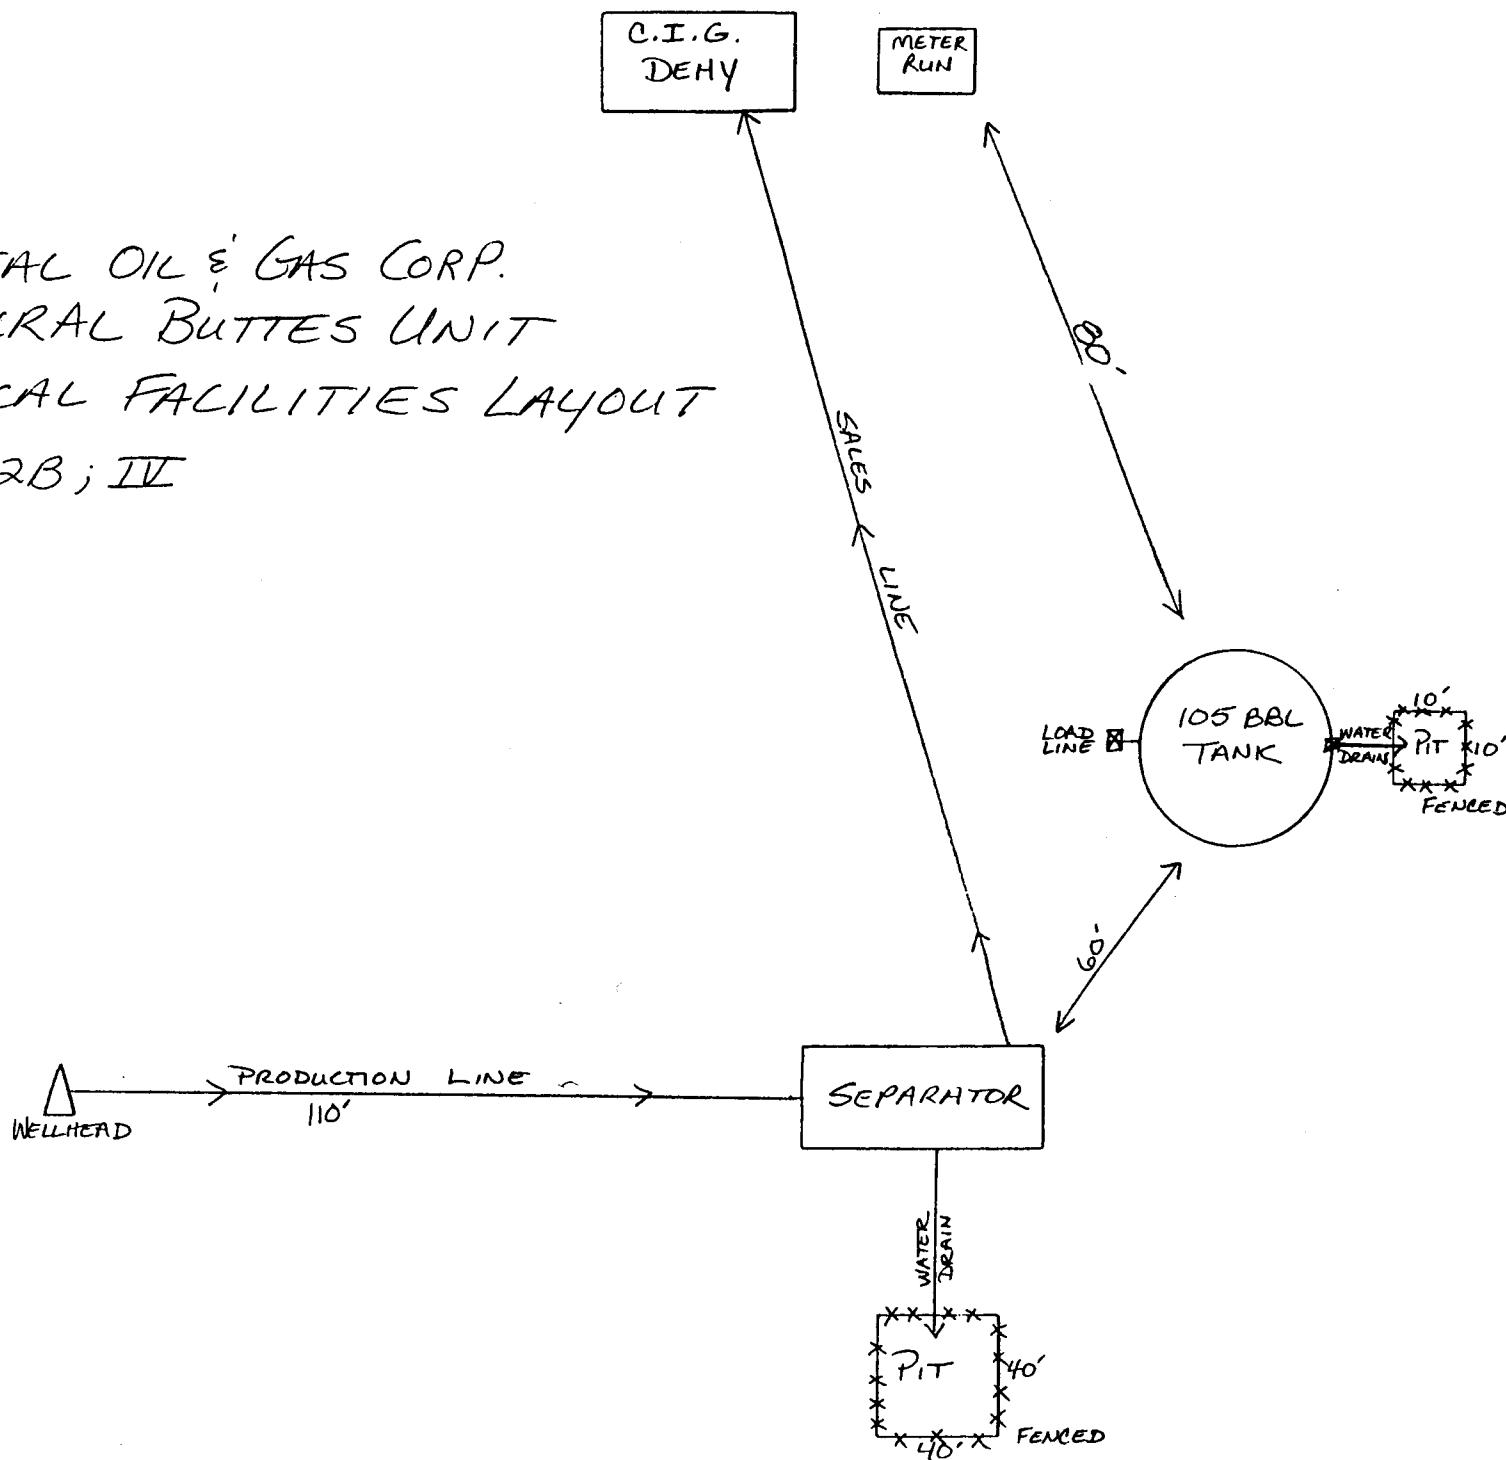 C.I.G.
DEHY
METER
RUN
TAL OIL & GAS CORP.
RAL BUTTES UNIT
CAL FACILITIES LAYOUT
2B; IV
80'
SALES LINE
LOAD
LINE
105 BBL
TANK
WATER
DRAIN
10'
PIT
10'
FENCED
60'
WELLHEAD
PRODUCTION LINE
110'
SEPARATOR
WATER
DRAIN
PIT
40'
40'
FENCED